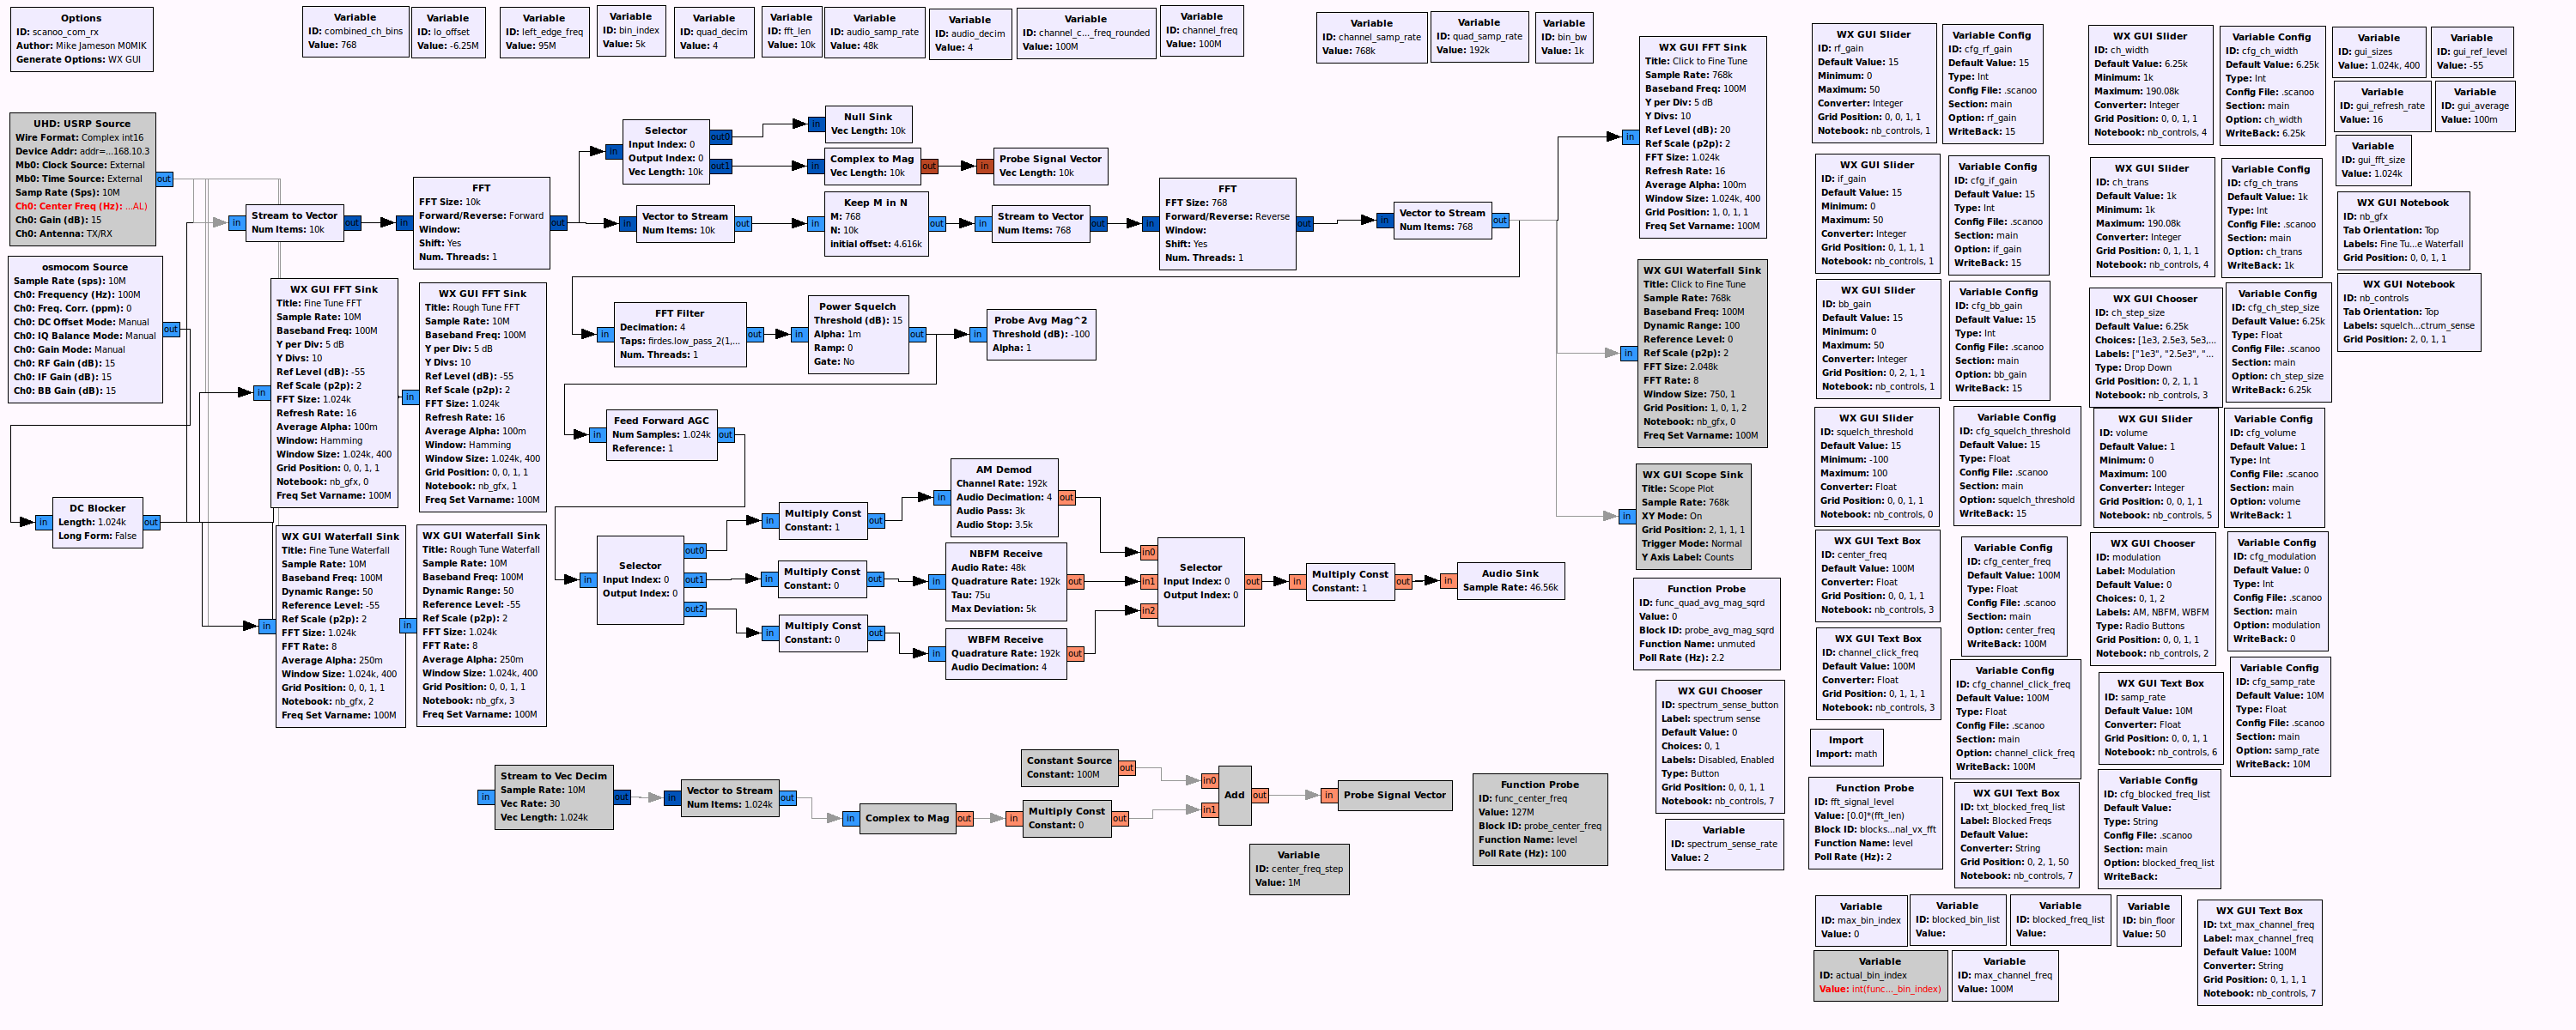 Options
ID: scanoo_com_rx
Author: Mike Jameson M0MIK
Generate Options: WX GUI
Variable
ID: combined_ch_bins
Value: 768
Variable
ID: lo_offset
Value: -6.25M
Variable
ID: left_edge_freq
Value: 95M
Variable
ID: bin_index
Value: 5k
Variable
ID: quad_decim
Value: 4
Variable
ID: fft_len
Value: 10k
Variable
ID: audio_samp_rate
Value: 48k
Variable
ID: audio_decim
Value: 4
Variable
ID: channel_c..._freq_rounded
Value: 100M
Variable
ID: channel_freq
Value: 100M
Variable
ID: channel_samp_rate
Value: 768k
Variable
ID: quad_samp_rate
Value: 192k
Variable
ID: bin_bw
Value: 1k
UHD: USRP Source
Wire Format: Complex int16
Device Addr: addr=...168.10.3
Mb0: Clock Source: External
Mb0: Time Source: External
Samp Rate (Sps): 10M
Ch0: Center Freq (Hz): ...AL)
Ch0: Gain (dB): 15
Ch0: Antenna: TX/RX
out
osmocom Source
Sample Rate (sps): 10M
Ch0: Frequency (Hz): 100M
Ch0: Freq. Corr. (ppm): 0
Ch0: DC Offset Mode: Manual
Ch0: IQ Balance Mode: Manual
Ch0: Gain Mode: Manual
Ch0: RF Gain (dB): 15
Ch0: IF Gain (dB): 15
Ch0: BB Gain (dB): 15
out
in
DC Blocker
Length: 1.024k
Long Form: False
out
in
Stream to Vector
Num Items: 10k
out
in
FFT
FFT Size: 10k
Forward/Reverse: Forward
Window:
Shift: Yes
Num. Threads: 1
out
in
Selector
Input Index: 0
Output Index: 0
Vec Length: 10k
out0
out1
in
Null Sink
Vec Length: 10k
in
Complex to Mag
Vec Length: 10k
out
in
Probe Signal Vector
Vec Length: 10k
in
Vector to Stream
Num Items: 10k
out
in
Keep M in N
M: 768
N: 10k
initial offset: 4.616k
out
in
Stream to Vector
Num Items: 768
out
in
FFT
FFT Size: 768
Forward/Reverse: Reverse
Window:
Shift: Yes
Num. Threads: 1
out
in
Vector to Stream
Num Items: 768
out
in
WX GUI FFT Sink
Title: Fine Tune FFT
Sample Rate: 10M
Baseband Freq: 100M
Y per Div: 5 dB
Y Divs: 10
Ref Level (dB): -55
Ref Scale (p2p): 2
FFT Size: 1.024k
Refresh Rate: 16
Average Alpha: 100m
Window: Hamming
Window Size: 1.024k, 400
Grid Position: 0, 0, 1, 1
Notebook: nb_gfx, 0
Freq Set Varname: 100M
in
WX GUI FFT Sink
Title: Rough Tune FFT
Sample Rate: 10M
Baseband Freq: 100M
Y per Div: 5 dB
Y Divs: 10
Ref Level (dB): -55
Ref Scale (p2p): 2
FFT Size: 1.024k
Refresh Rate: 16
Average Alpha: 100m
Window: Hamming
Window Size: 1.024k, 400
Grid Position: 0, 0, 1, 1
Notebook: nb_gfx, 1
Freq Set Varname: 100M
in
WX GUI Waterfall Sink
Title: Fine Tune Waterfall
Sample Rate: 10M
Baseband Freq: 100M
Dynamic Range: 50
Reference Level: -55
Ref Scale (p2p): 2
FFT Size: 1.024k
FFT Rate: 8
Average Alpha: 250m
Window Size: 1.024k, 400
Grid Position: 0, 0, 1, 1
Notebook: nb_gfx, 2
Freq Set Varname: 100M
in
WX GUI Waterfall Sink
Title: Rough Tune Waterfall
Sample Rate: 10M
Baseband Freq: 100M
Dynamic Range: 50
Reference Level: -55
Ref Scale (p2p): 2
FFT Size: 1.024k
FFT Rate: 8
Average Alpha: 250m
Window Size: 1.024k, 400
Grid Position: 0, 0, 1, 1
Notebook: nb_gfx, 3
Freq Set Varname: 100M
in
FFT Filter
Decimation: 4
Taps: firdes.low_pass_2(1,...
Num. Threads: 1
out
in
Power Squelch
Threshold (dB): 15
Alpha: 1m
Ramp: 0
Gate: No
out
in
Probe Avg Mag^2
Threshold (dB): -100
Alpha: 1
in
Feed Forward AGC
Num Samples: 1.024k
Reference: 1
out
in
Selector
Input Index: 0
Output Index: 0
out0
out1
out2
in
Multiply Const
Constant: 1
out
in
Multiply Const
Constant: 0
out
in
Multiply Const
Constant: 0
out
in
AM Demod
Channel Rate: 192k
Audio Decimation: 4
Audio Pass: 3k
Audio Stop: 3.5k
out
in
NBFM Receive
Audio Rate: 48k
Quadrature Rate: 192k
Tau: 75u
Max Deviation: 5k
out
in
WBFM Receive
Quadrature Rate: 192k
Audio Decimation: 4
out
in0
in1
in2
Selector
Input Index: 0
Output Index: 0
out
in
Multiply Const
Constant: 1
out
in
Audio Sink
Sample Rate: 46.56k
in
Stream to Vec Decim
Sample Rate: 10M
Vec Rate: 30
Vec Length: 1.024k
out
in
Vector to Stream
Num Items: 1.024k
out
in
Complex to Mag
out
Constant Source
Constant: 100M
out
in
Multiply Const
Constant: 0
out
in0
in1
Add
out
in
Probe Signal Vector
Variable
ID: center_freq_step
Value: 1M
Function Probe
ID: func_center_freq
Value: 127M
Block ID: probe_center_freq
Function Name: level
Poll Rate (Hz): 100
in
WX GUI FFT Sink
Title: Click to Fine Tune
Sample Rate: 768k
Baseband Freq: 100M
Y per Div: 5 dB
Y Divs: 10
Ref Level (dB): 20
Ref Scale (p2p): 2
FFT Size: 1.024k
Refresh Rate: 16
Average Alpha: 100m
Window Size: 1.024k, 400
Grid Position: 1, 0, 1, 1
Freq Set Varname: 100M
in
WX GUI Waterfall Sink
Title: Click to Fine Tune
Sample Rate: 768k
Baseband Freq: 100M
Dynamic Range: 100
Reference Level: 0
Ref Scale (p2p): 2
FFT Size: 2.048k
FFT Rate: 8
Window Size: 750, 1
Grid Position: 1, 0, 1, 2
Notebook: nb_gfx, 0
Freq Set Varname: 100M
in
WX GUI Scope Sink
Title: Scope Plot
Sample Rate: 768k
XY Mode: On
Grid Position: 2, 1, 1, 1
Trigger Mode: Normal
Y Axis Label: Counts
Function Probe
ID: func_quad_avg_mag_sqrd
Value: 0
Block ID: probe_avg_mag_sqrd
Function Name: unmuted
Poll Rate (Hz): 2.2
WX GUI Chooser
ID: spectrum_sense_button
Label: spectrum sense
Default Value: 0
Choices: 0, 1
Labels: Disabled, Enabled
Type: Button
Grid Position: 0, 0, 1, 1
Notebook: nb_controls, 7
Variable
ID: spectrum_sense_rate
Value: 2
WX GUI Slider
ID: rf_gain
Default Value: 15
Minimum: 0
Maximum: 50
Converter: Integer
Grid Position: 0, 0, 1, 1
Notebook: nb_controls, 1
Variable Config
ID: cfg_rf_gain
Default Value: 15
Type: Int
Config File: .scanoo
Section: main
Option: rf_gain
WriteBack: 15
WX GUI Slider
ID: if_gain
Default Value: 15
Minimum: 0
Maximum: 50
Converter: Integer
Grid Position: 0, 1, 1, 1
Notebook: nb_controls, 1
Variable Config
ID: cfg_if_gain
Default Value: 15
Type: Int
Config File: .scanoo
Section: main
Option: if_gain
WriteBack: 15
WX GUI Slider
ID: bb_gain
Default Value: 15
Minimum: 0
Maximum: 50
Converter: Integer
Grid Position: 0, 2, 1, 1
Notebook: nb_controls, 1
Variable Config
ID: cfg_bb_gain
Default Value: 15
Type: Int
Config File: .scanoo
Section: main
Option: bb_gain
WriteBack: 15
WX GUI Slider
ID: squelch_threshold
Default Value: 15
Minimum: -100
Maximum: 100
Converter: Float
Grid Position: 0, 0, 1, 1
Notebook: nb_controls, 0
Variable Config
ID: cfg_squelch_threshold
Default Value: 15
Type: Float
Config File: .scanoo
Section: main
Option: squelch_threshold
WriteBack: 15
WX GUI Text Box
ID: center_freq
Default Value: 100M
Converter: Float
Grid Position: 0, 0, 1, 1
Notebook: nb_controls, 3
Variable Config
ID: cfg_center_freq
Default Value: 100M
Type: Float
Config File: .scanoo
Section: main
Option: center_freq
WriteBack: 100M
WX GUI Text Box
ID: channel_click_freq
Default Value: 100M
Converter: Float
Grid Position: 0, 1, 1, 1
Notebook: nb_controls, 3
Variable Config
ID: cfg_channel_click_freq
Default Value: 100M
Type: Float
Config File: .scanoo
Section: main
Option: channel_click_freq
WriteBack: 100M
Import
Import: math
Function Probe
ID: fft_signal_level
Value: [0.0]*(fft_len)
Block ID: blocks...nal_vx_fft
Function Name: level
Poll Rate (Hz): 2
WX GUI Text Box
ID: txt_blocked_freq_list
Label: Blocked Freqs
Default Value:
Converter: String
Grid Position: 0, 2, 1, 50
Notebook: nb_controls, 7
WX GUI Slider
ID: ch_width
Default Value: 6.25k
Minimum: 1k
Maximum: 190.08k
Converter: Integer
Grid Position: 0, 0, 1, 1
Notebook: nb_controls, 4
Variable Config
ID: cfg_ch_width
Default Value: 6.25k
Type: Int
Config File: .scanoo
Section: main
Option: ch_width
WriteBack: 6.25k
WX GUI Slider
ID: ch_trans
Default Value: 1k
Minimum: 1k
Maximum: 190.08k
Converter: Integer
Grid Position: 0, 1, 1, 1
Notebook: nb_controls, 4
Variable Config
ID: cfg_ch_trans
Default Value: 1k
Type: Int
Config File: .scanoo
Section: main
Option: ch_trans
WriteBack: 1k
WX GUI Chooser
ID: ch_step_size
Default Value: 6.25k
Choices: [1e3, 2.5e3, 5e3,...
Labels: ["1e3", "2.5e3", "...
Type: Drop Down
Grid Position: 0, 2, 1, 1
Notebook: nb_controls, 3
Variable Config
ID: cfg_ch_step_size
Default Value: 6.25k
Type: Float
Config File: .scanoo
Section: main
Option: ch_step_size
WriteBack: 6.25k
WX GUI Slider
ID: volume
Default Value: 1
Minimum: 0
Maximum: 100
Converter: Integer
Grid Position: 0, 0, 1, 1
Notebook: nb_controls, 5
Variable Config
ID: cfg_volume
Default Value: 1
Type: Int
Config File: .scanoo
Section: main
Option: volume
WriteBack: 1
WX GUI Chooser
ID: modulation
Label: Modulation
Default Value: 0
Choices: 0, 1, 2
Labels: AM, NBFM, WBFM
Type: Radio Buttons
Grid Position: 0, 0, 1, 1
Notebook: nb_controls, 2
Variable Config
ID: cfg_modulation
Default Value: 0
Type: Int
Config File: .scanoo
Section: main
Option: modulation
WriteBack: 0
WX GUI Text Box
ID: samp_rate
Default Value: 10M
Converter: Float
Grid Position: 0, 0, 1, 1
Notebook: nb_controls, 6
Variable Config
ID: cfg_samp_rate
Default Value: 10M
Type: Float
Config File: .scanoo
Section: main
Option: samp_rate
WriteBack: 10M
Variable Config
ID: cfg_blocked_freq_list
Default Value:
Type: String
Config File: .scanoo
Section: main
Option: blocked_freq_list
WriteBack:
Variable
ID: gui_sizes
Value: 1.024k, 400
Variable
ID: gui_ref_level
Value: -55
Variable
ID: gui_refresh_rate
Value: 16
Variable
ID: gui_average
Value: 100m
Variable
ID: gui_fft_size
Value: 1.024k
WX GUI Notebook
ID: nb_gfx
Tab Orientation: Top
Labels: Fine Tu...e Waterfall
Grid Position: 0, 0, 1, 1
WX GUI Notebook
ID: nb_controls
Tab Orientation: Top
Labels: squelch...ctrum_sense
Grid Position: 2, 0, 1, 1
Variable
ID: max_bin_index
Value: 0
Variable
ID: blocked_bin_list
Value:
Variable
ID: blocked_freq_list
Value:
Variable
ID: bin_floor
Value: 50
WX GUI Text Box
ID: txt_max_channel_freq
Label: max_channel_freq
Default Value: 100M
Converter: String
Grid Position: 0, 1, 1, 1
Notebook: nb_controls, 7
Variable
ID: actual_bin_index
Value: int(func..._bin_index)
Variable
ID: max_channel_freq
Value: 100M